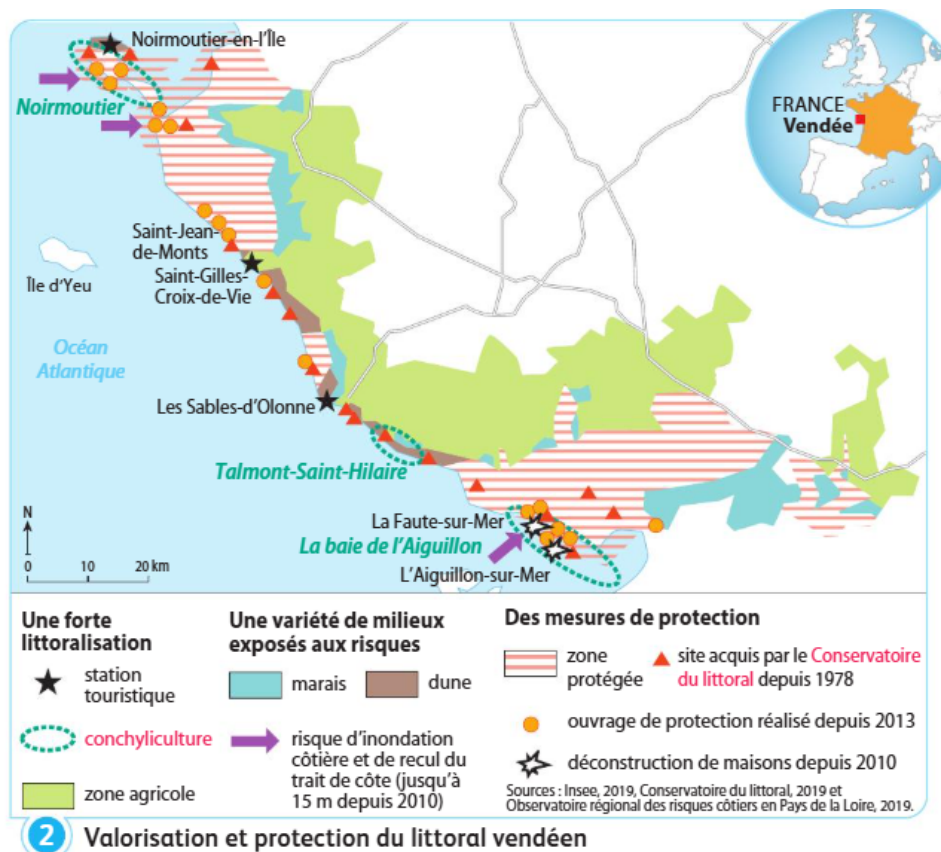 Noirmoutier-en-l'Île
Noirmoutier
FRANCE
Vendée
Saint-Jean-
de-Monts
Saint-Gilles-
Croix-de-Vie
Île d'Yeu
Océan
Atlantique
Les Sables-d'Olonne
Talmont-Saint-Hilaire
La Faute-sur-Mer
La baie de l'Aiguillon
L'Aiguillon-sur-Mer
N
0 10 20 km
Une forte
littoralisation
station
touristique
conchyliculture
zone agricole
Une variété de milieux
exposés aux risques
marais
dune
risque d'inondation
côtière et de recul du
trait de côte (jusqu'à
15 m depuis 2010)
Des mesures de protection
zone
protégée
site acquis par le Conservatoire
du littoral depuis 1978
ouvrage de protection réalisé depuis 2013
déconstruction de maisons depuis 2010
Sources : Insee, 2019, Conservatoire du littoral, 2019 et
Observatoire régional des risques côtiers en Pays de la Loire, 2019.
2 Valorisation et protection du littoral vendéen